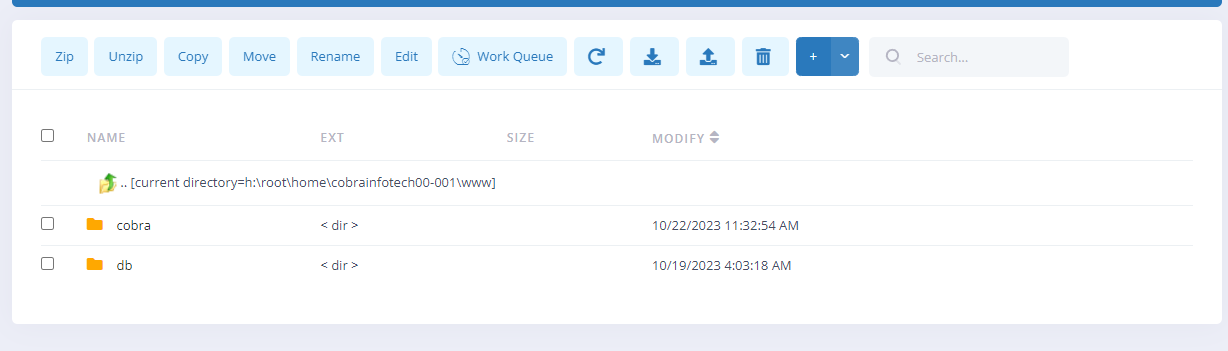 Zip Unzip Copy Move Rename Edit Work Queue + Search...
NAME EXT SIZE MODIFY
.. [current directory=h:\root\home\cobrainfotech00-001\www]
cobra < dir > 10/22/2023 11:32:54 AM
db < dir > 10/19/2023 4:03:18 AM